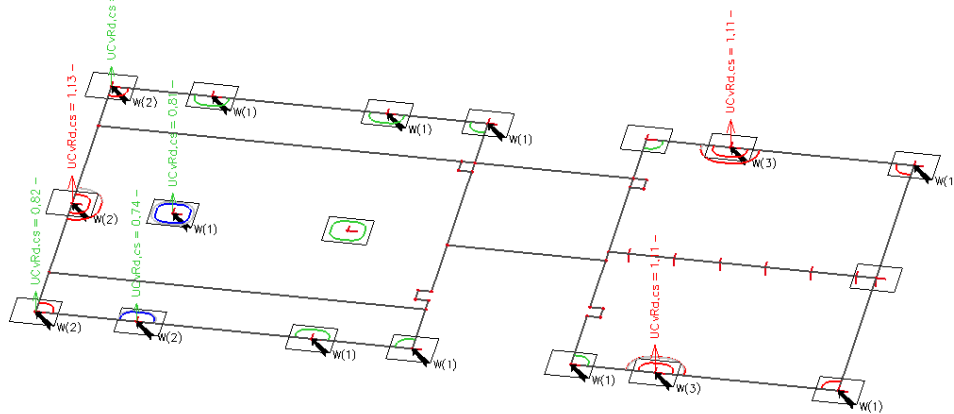 UCvRd,cs =
UCvRd,cs = 1,11 –
UCvRd,cs = 1,13 –
UCvRd,cs = 0,81 –
W(2)
W(1)
W(1)
W(1)
W(3)
W(1
W(2)
W(1)
UCvRd,cs = 0,82 –
UCvRd,cs = 0,74 –
UCvRd,cs = 1,11 –
W(2)
W(2)
W(1)
W(1)
W(1)
W(3)
W(1)